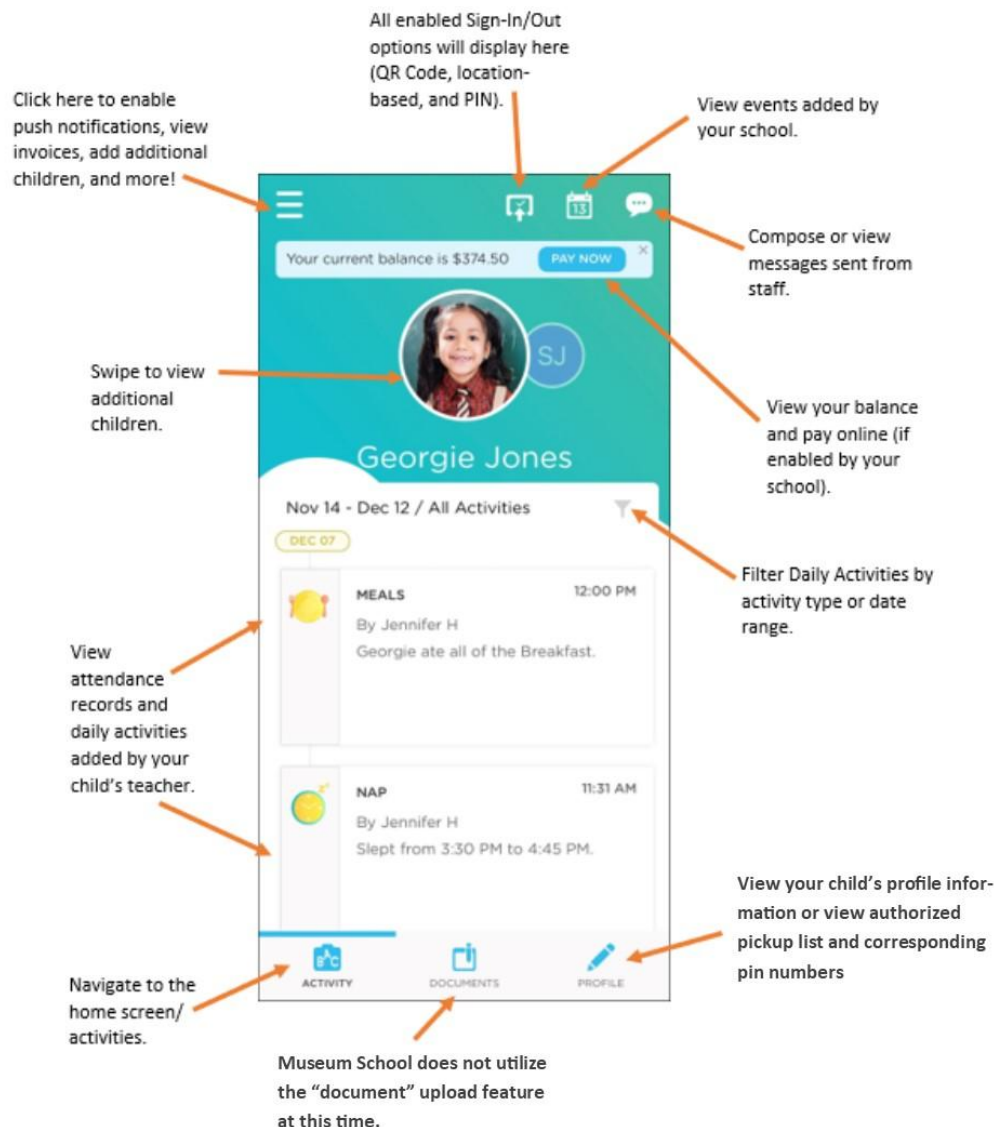 All enabled Sign-In/Out
options will display here
(QR Code, location-
based, and PIN).
Click here to enable
push notifications, view
invoices, add additional
children, and more!
View events added by
your school.
13
Compose or view
messages sent from
staff.
Your current balance is $374.50
PAY NOW
SJ
Swipe to view
additional
children.
View your balance
and pay online (if
enabled by your
school).
Georgie Jones
Nov 14 - Dec 12 / All Activities
DEC 07
Filter Daily Activities by
activity type or date
range.
MEALS
12:00 PM
By Jennifer H
Georgie ate all of the Breakfast.
View
attendance
records and
daily activities
added by your
child's teacher.
NAP
11:31 AM
By Jennifer H
Slept from 3:30 PM to 4:45 PM.
View your child's profile infor-
mation or view authorized
pickup list and corresponding
pin numbers
ABC
ACTIVITY
DOCUMENTS
PROFILE
Navigate to the
home screen/
activities.
Museum School does not utilize
the “document” upload feature
at this time.